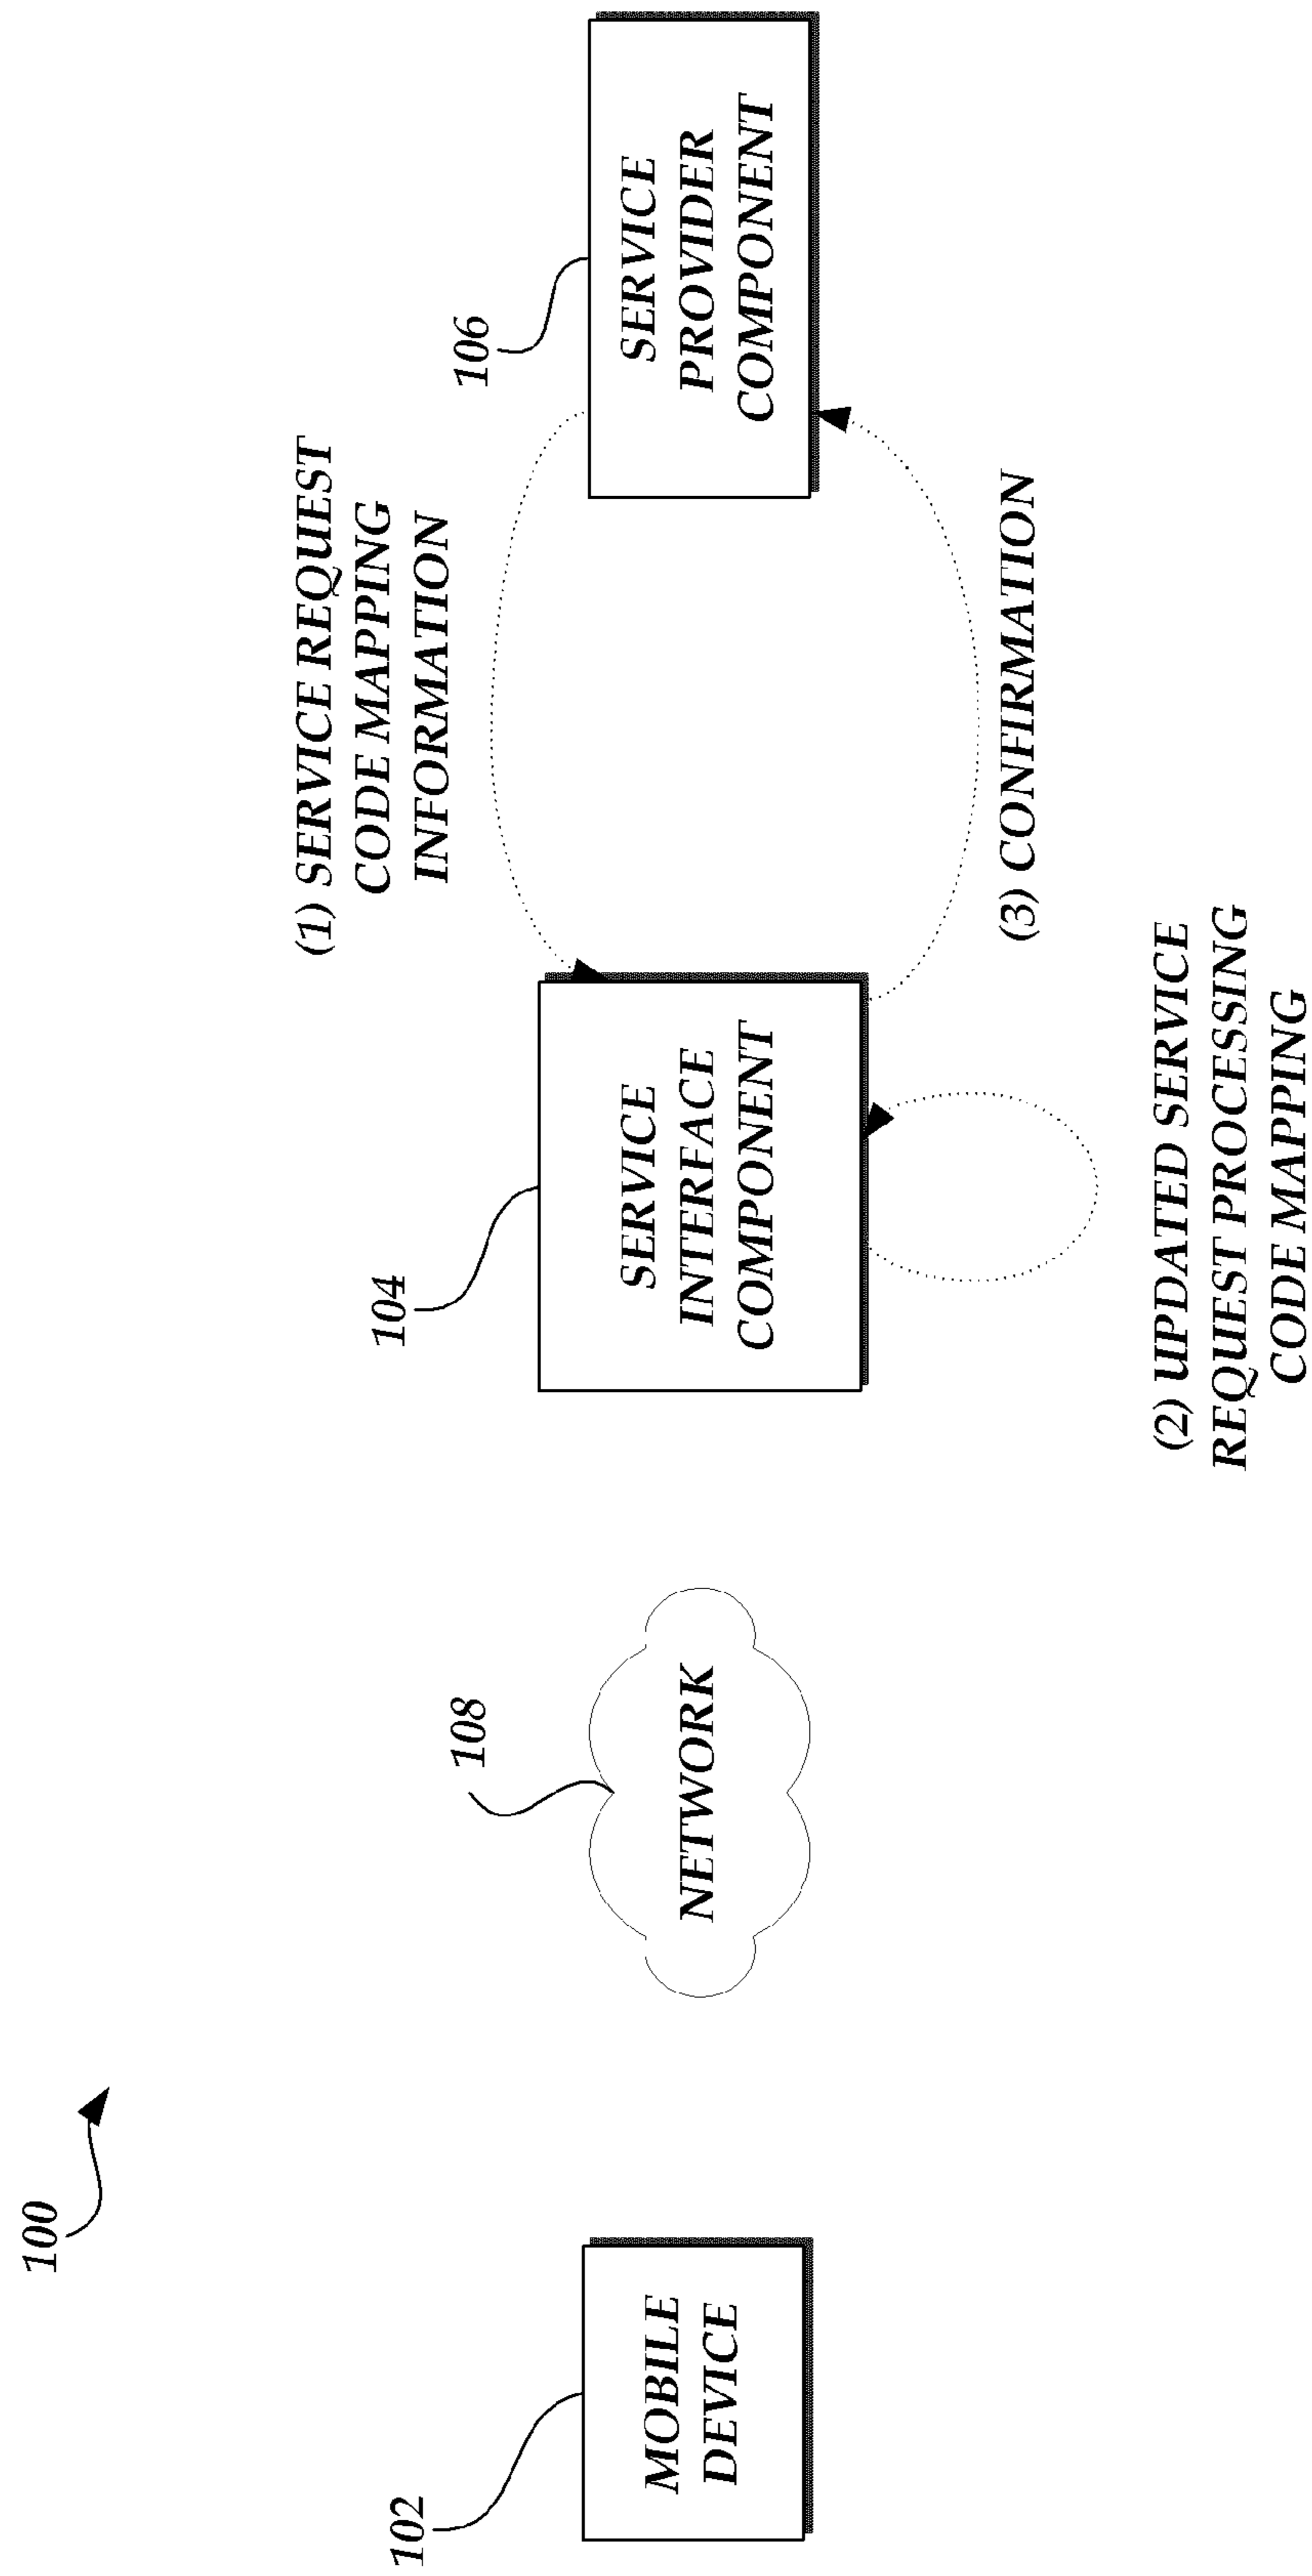 100
102
MOBILE
DEVICE
108
NETWORK
104
SERVICE
INTERFACE
COMPONENT
(1) SERVICE REQUEST
CODE MAPPING
INFORMATION
106
SERVICE
PROVIDER
COMPONENT
(2) UPDATED SERVICE
REQUEST PROCESSING
CODE MAPPING
(3) CONFIRMATION